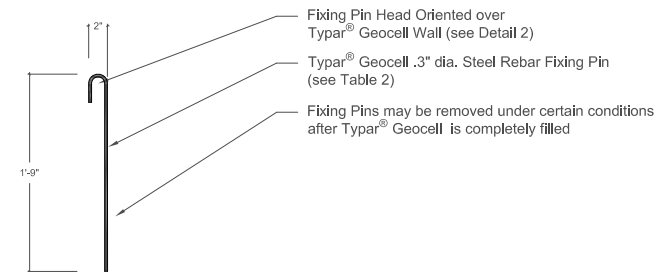 2"
Fixing Pin Head Oriented over
Typar® Geocell Wall (see Detail 2)
Typar® Geocell .3" dia. Steel Rebar Fixing Pin
(see Table 2)
Fixing Pins may be removed under certain conditions
after Typar® Geocell is completely filled
1'-9"